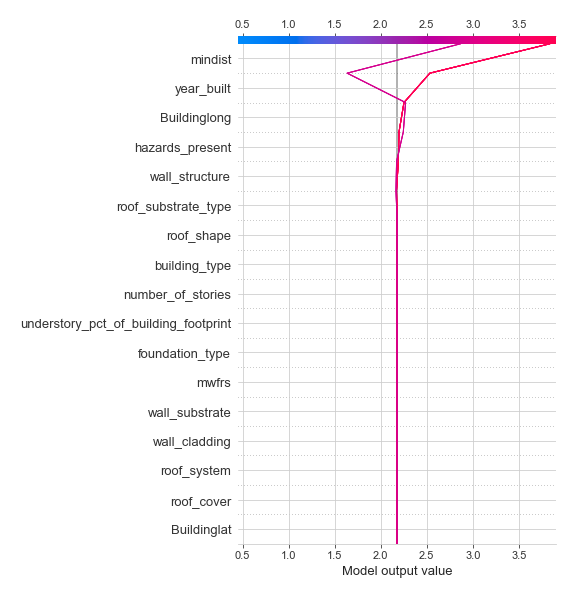 0.5 1.0 1.5 2.0 2.5 3.0 3.5
mindist
year_built
Buildinglong
hazards_present
wall_structure
roof_substrate_type
roof_shape
building_type
number_of_stories
understory_pct_of_building_footprint
foundation_type
mwfrs
wall_substrate
wall_cladding
roof_system
roof_cover
Buildinglat
0.5 1.0 1.5 2.0 2.5 3.0 3.5
Model output value